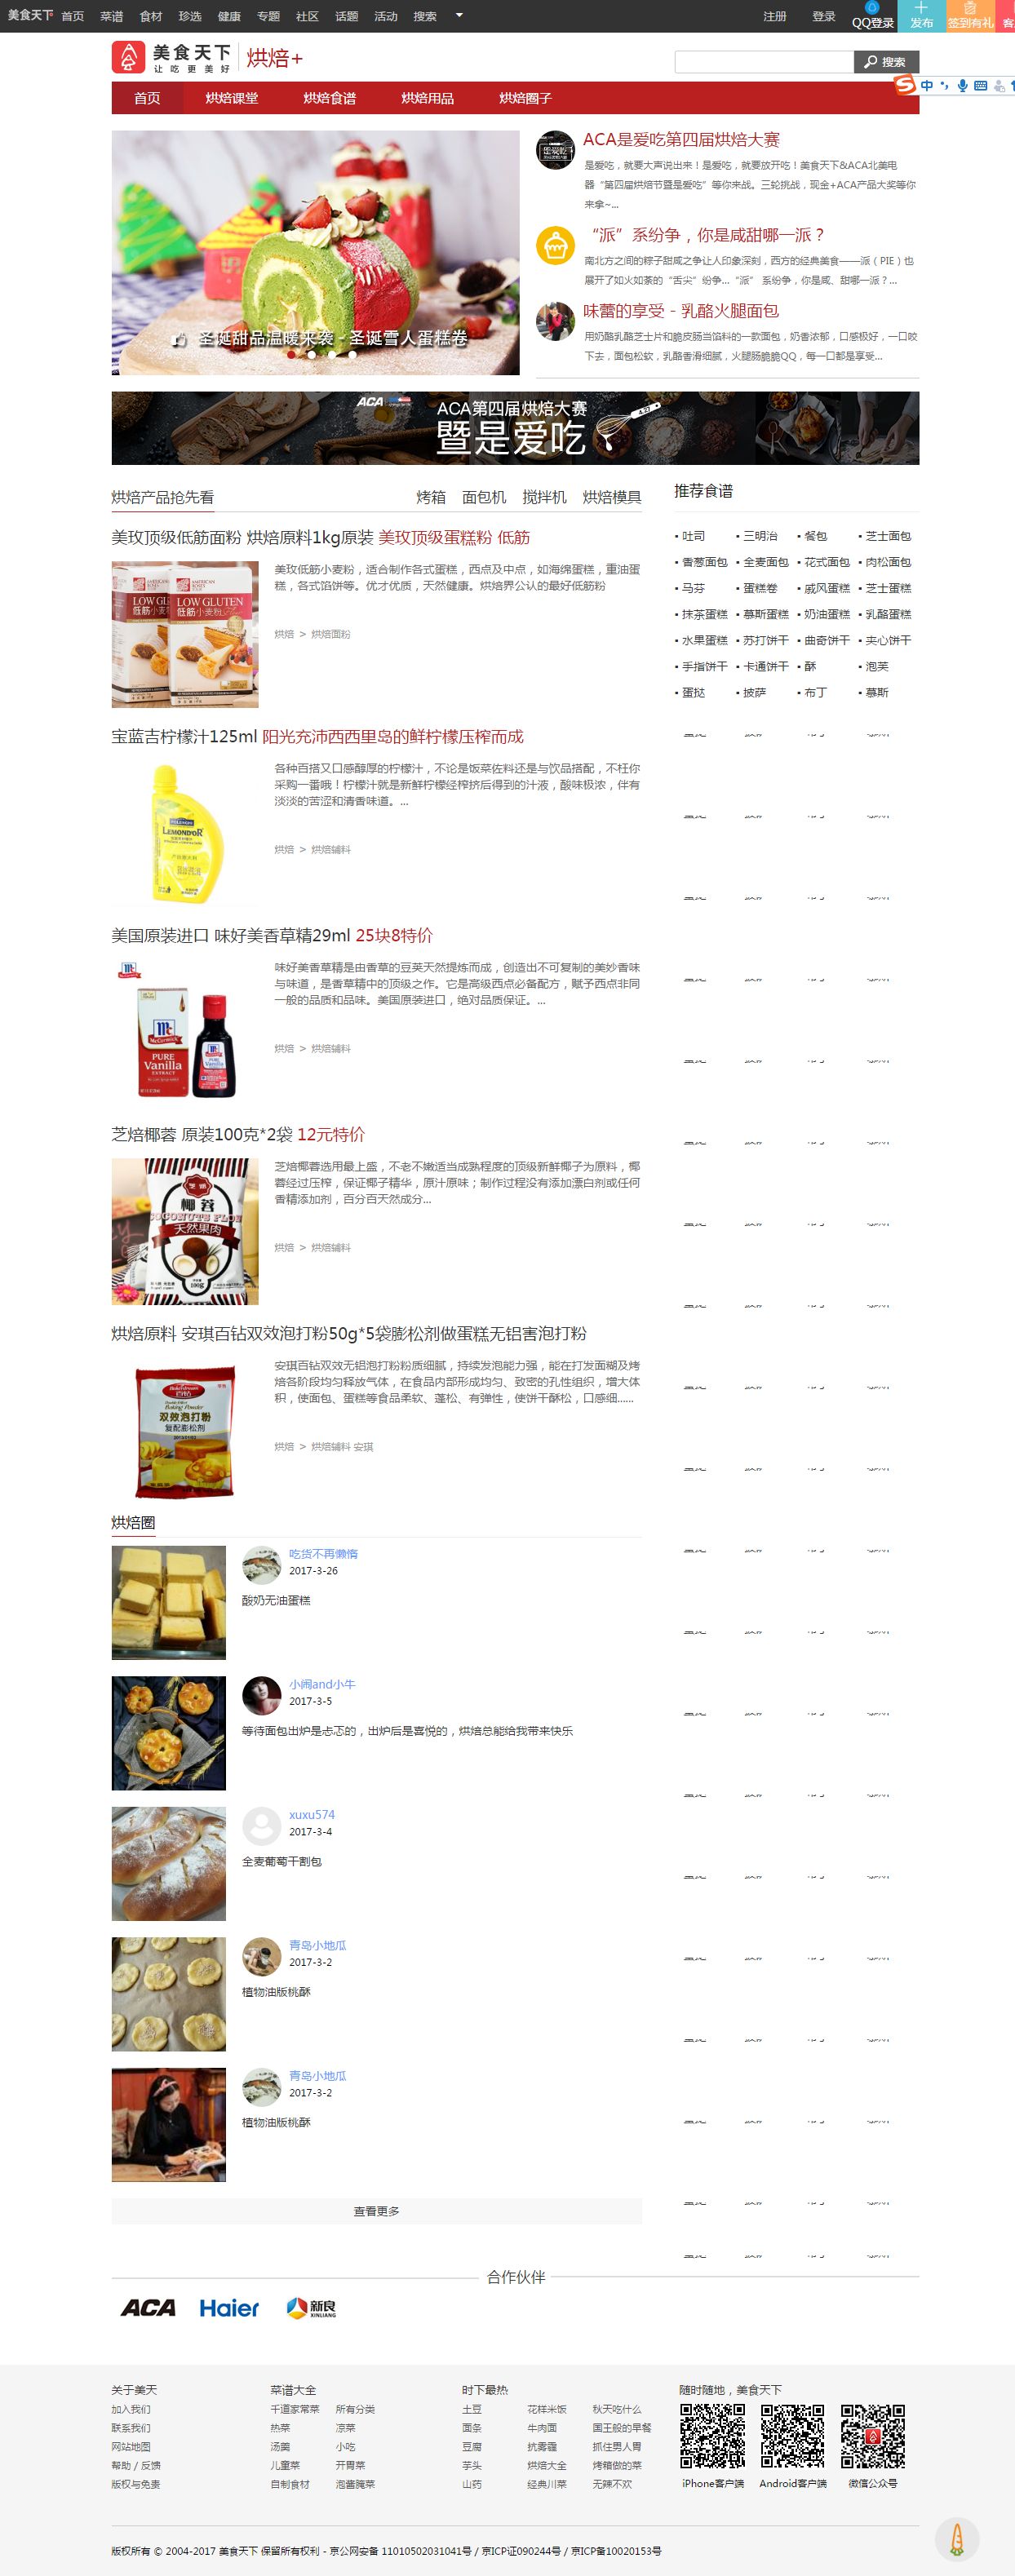 美食天下 首页 菜谱 食材 珍选 健康 专题 社区 话题 活动 搜索 注册 登录 QQ登录 发布 签到有礼
美食天下 烘焙+
让吃更美好
搜索
中
首页 烘焙课堂 烘焙食谱 烘焙用品 烘焙圈子
圣诞甜品温暖来袭 - 圣诞雪人蛋糕卷
ACA是爱吃第四届烘焙大赛
是爱吃，就要大声说出来！是爱吃，就要放开吃！美食天下&ACA北美电
器“第四届烘焙节暨是爱吃”等你来战。三轮挑战，现金+ACA产品大奖等你
来拿~...
“派”系纷争，你是咸甜哪一派？
南北方之间的粽子甜咸之争让人印象深刻，西方的经典美食——派（PIE）也
展开了如火如荼的“舌尖”纷争...“派” 系纷争，你是咸、甜哪一派？...
味蕾的享受 - 乳酪火腿面包
用奶酪乳酪芝士片和脆皮肠当馅料的一款面包，奶香浓郁，口感极好，一口咬
下去，面包松软，乳酪香滑细腻，火腿肠脆脆QQ，每一口都是享受...
ACA
ACA第四届烘焙大赛
暨是爱吃
烘焙产品抢先看 烤箱 面包机 搅拌机 烘焙模具
美玫顶级低筋面粉 烘焙原料1kg原装 美玫顶级蛋糕粉 低筋
LOW GLUTEN
低筋小麦粉
美玫低筋小麦粉，适合制作各式蛋糕，西点及中点，如海绵蛋糕，重油蛋
糕，各式馅饼等。优才优质，天然健康。烘焙界公认的最好低筋粉
烘焙 > 烘焙面粉
宝蓝吉柠檬汁125ml 阳光充沛西西里岛的鲜柠檬压榨而成
LEMONDOR
各种百搭又口感醇厚的柠檬汁，不论是饭菜佐料还是与饮品搭配，不枉你
采购一番哦！柠檬汁就是新鲜柠檬经榨挤后得到的汁液，酸味极浓，伴有
淡淡的苦涩和清香味道。...
烘焙 > 烘焙辅料
美国原装进口 味好美香草精29ml 25块8特价
McCormick
PURE
Vanilla
EXTRACT
味好美香草精是由香草的豆荚天然提炼而成，创造出不可复制的美妙香味
与味道，是香草精中的顶级之作。它是高级西点必备配方，赋予西点非同
一般的品质和品味。美国原装进口，绝对品质保证。...
烘焙 > 烘焙辅料
芝焙椰蓉 原装100克*2袋 12元特价
椰蓉
天然果肉
100g
芝焙椰蓉选用最上盛，不老不嫩适当成熟程度的顶级新鲜椰子为原料，椰
蓉经过压榨，保证椰子精华，原汁原味；制作过程没有添加漂白剂或任何
香精添加剂，百分百天然成分...
烘焙 > 烘焙辅料
烘焙原料 安琪百钻双效泡打粉50g*5袋膨松剂做蛋糕无铝害泡打粉
百钻
双效泡打粉
复配膨松剂
安琪百钻双效无铝泡打粉粉质细腻，持续发泡能力强，能在打发面糊及烤
焙各阶段均匀释放气体，在食品内部形成均匀、致密的孔性组织，增大体
积，使面包、蛋糕等食品柔软、蓬松、有弹性，使饼干酥松，口感细......
烘焙 > 烘焙辅料 安琪
推荐食谱
▪ 吐司 ▪ 三明治 ▪ 餐包 ▪ 芝士面包
▪ 香葱面包 ▪ 全麦面包 ▪ 花式面包 ▪ 肉松面包
▪ 马芬 ▪ 蛋糕卷 ▪ 戚风蛋糕 ▪ 芝士蛋糕
▪ 抹茶蛋糕 ▪ 慕斯蛋糕 ▪ 奶油蛋糕 ▪ 乳酪蛋糕
▪ 水果蛋糕 ▪ 苏打饼干 ▪ 曲奇饼干 ▪ 夹心饼干
▪ 手指饼干 ▪ 卡通饼干 ▪ 酥 ▪ 泡芙
▪ 蛋挞 ▪ 披萨 ▪ 布丁 ▪ 慕斯
烘焙圈
吃货不再懒惰
2017-3-26
酸奶无油蛋糕
小闹and小牛
2017-3-5
等待面包出炉是忐忑的，出炉后是喜悦的，烘焙总能给我带来快乐
xuxu574
2017-3-4
全麦葡萄干割包
青岛小地瓜
2017-3-2
植物油版桃酥
青岛小地瓜
2017-3-2
植物油版桃酥
查看更多
合作伙伴
ACA Haier 新良 XINLIANG
关于美天 菜谱大全 时下最热 随时随地，美食天下
加入我们 千道家常菜 所有分类 土豆 花样米饭 秋天吃什么
联系我们 热菜 凉菜 面条 牛肉面 国王般的早餐
网站地图 汤羹 小吃 豆腐 抗雾霾 抓住男人胃
帮助 / 反馈 儿童菜 开胃菜 芋头 烘焙大全 烤箱做的菜
版权与免责 自制食材 泡酱腌菜 山药 经典川菜 无辣不欢
iPhone客户端 Android客户端 微信公众号
版权所有 © 2004-2017 美食天下 保留所有权利 - 京公网安备 11010502031041号 / 京ICP证090244号 / 京ICP备10020153号